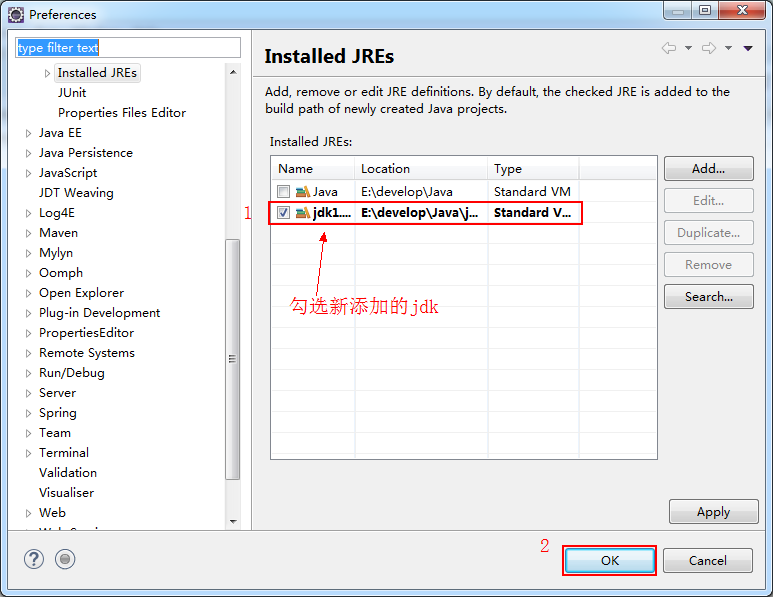 Preferences
type filter text
Installed JREs
JUnit
Properties Files Editor
Java EE
Java Persistence
JavaScript
JDT Weaving
Log4E
Maven
Mylyn
Oomph
Open Explorer
Plug-in Development
PropertiesEditor
Remote Systems
Run/Debug
Server
Spring
Team
Terminal
Validation
Visualiser
Web
Installed JREs
Add, remove or edit JRE definitions. By default, the checked JRE is added to the
build path of newly created Java projects.
Installed JREs:
Name Location Type
Java E:\develop\Java Standard VM
1 jdk1.... E:\develop\Java\j... Standard V...
勾选新添加的jdk
Add...
Edit...
Duplicate...
Remove
Search...
Apply
2
OK Cancel